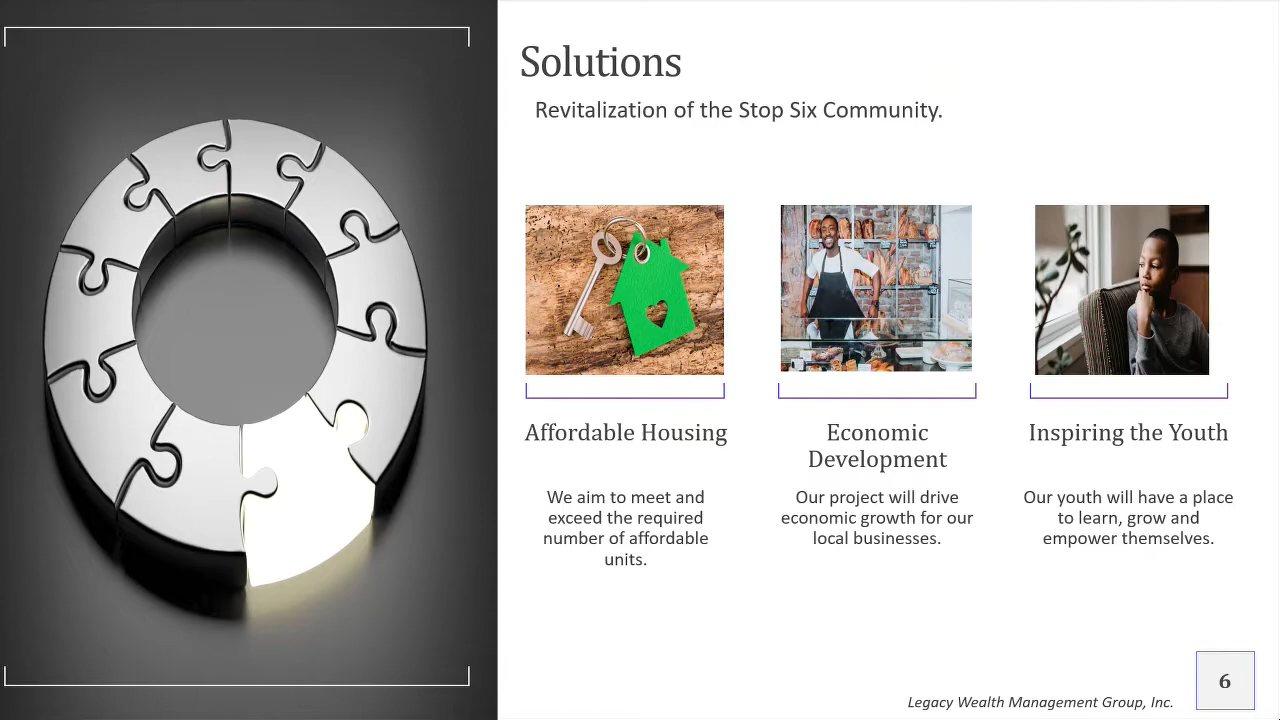 Solutions
Revitalization of the Stop Six Community.
Affordable Housing
We aim to meet and
exceed the required
number of affordable
units.
Economic
Development
Our project will drive
economic growth for our
local businesses.
Inspiring the Youth
Our youth will have a place
to learn, grow and
empower themselves.
Legacy Wealth Management Group, Inc.
6